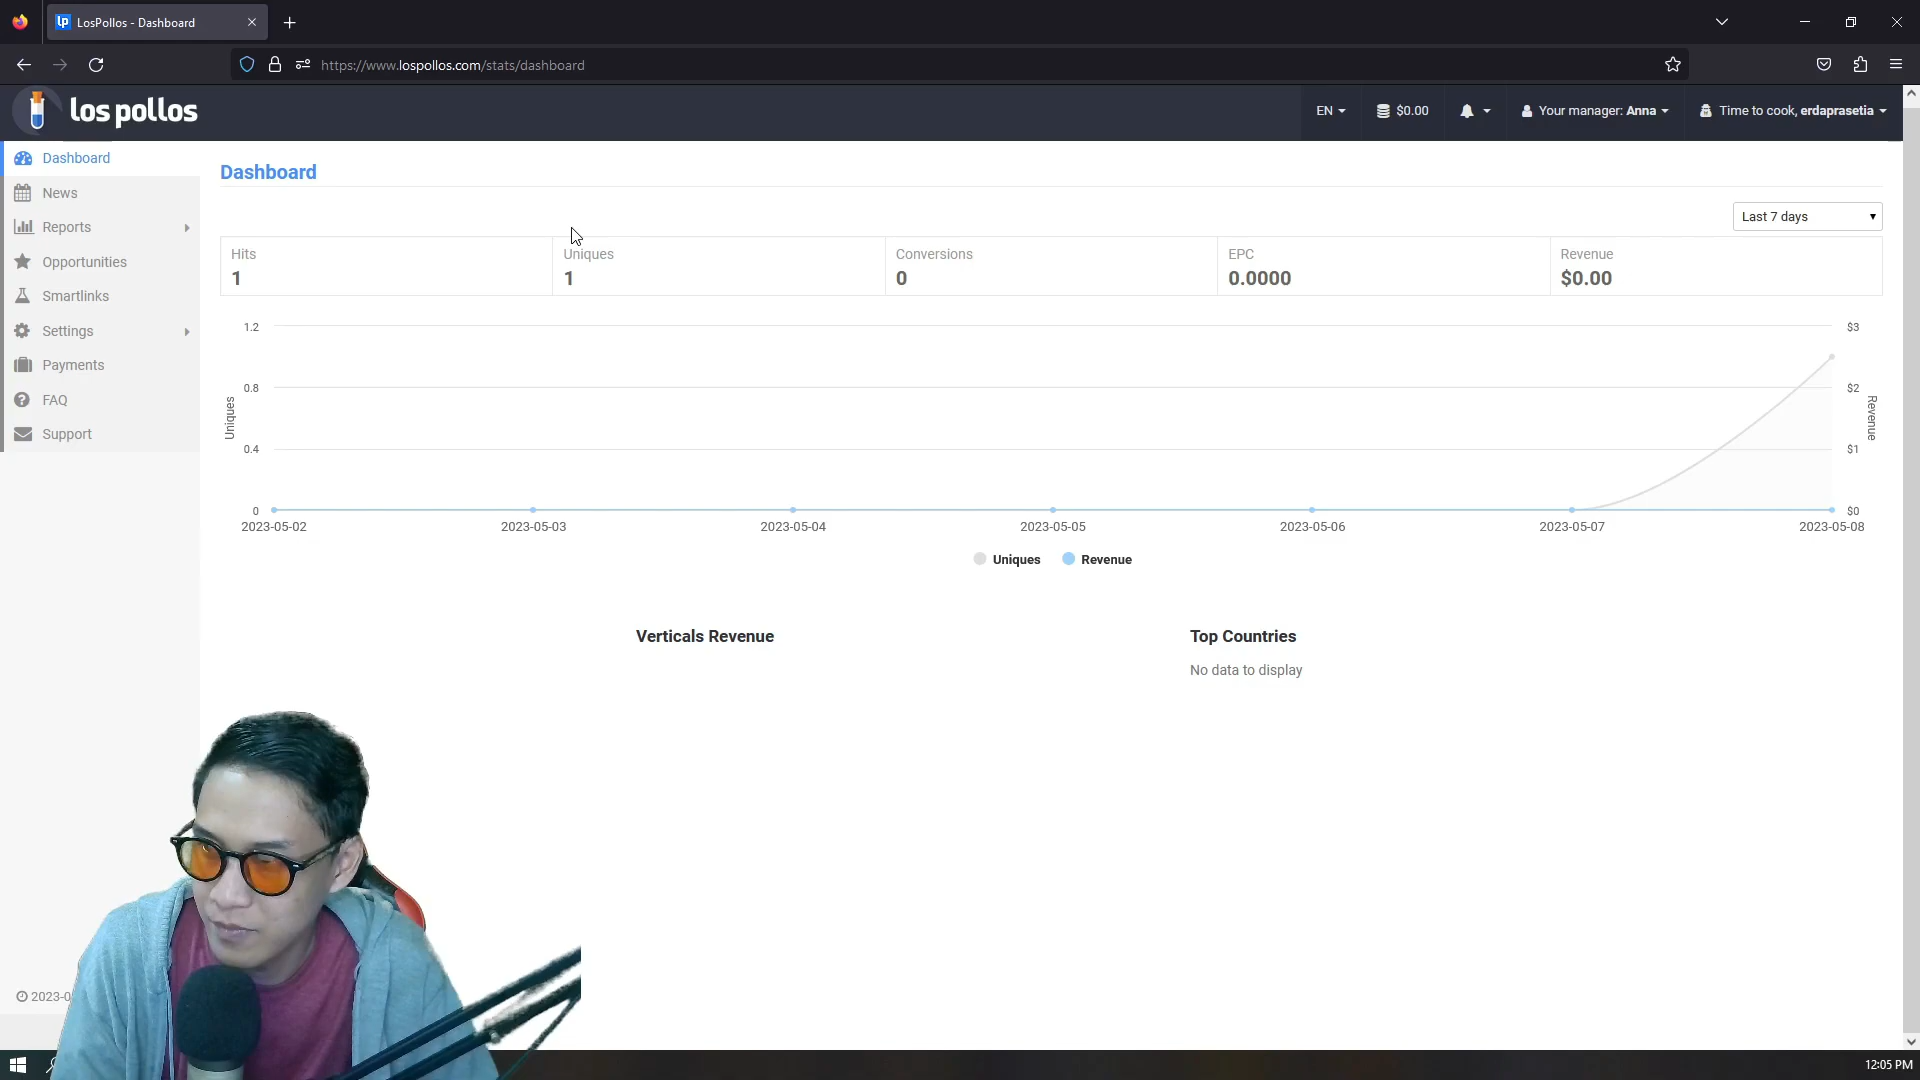 LosPollos - Dashboard
https://www.lospollos.com/stats/dashboard
los pollos
EN
$0.00
Your manager: Anna
Time to cook, erdaprasetia
Dashboard
News
Reports
Opportunities
Smartlinks
Settings
Payments
FAQ
Support
Dashboard
Last 7 days
Hits
1
Uniques
1
Conversions
0
EPC
0.0000
Revenue
$0.00
1.2
0.8
0.4
0
Uniques
$3
$2
$1
$0
Revenue
2023-05-02
2023-05-03
2023-05-04
2023-05-05
2023-05-06
2023-05-07
2023-05-08
Uniques
Revenue
Verticals Revenue
Top Countries
No data to display
2023-0
12:05 PM